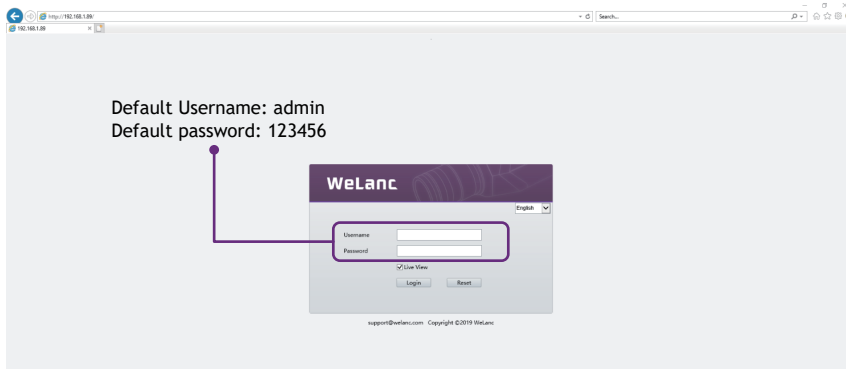 http://192.168.1.89/
Search...
192.168.1.89
Default Username: admin
Default password: 123456
WeLanc
English
Username
Password
Live View
Login
Reset
support@welanc.com Copyright ©2019 WeLanc